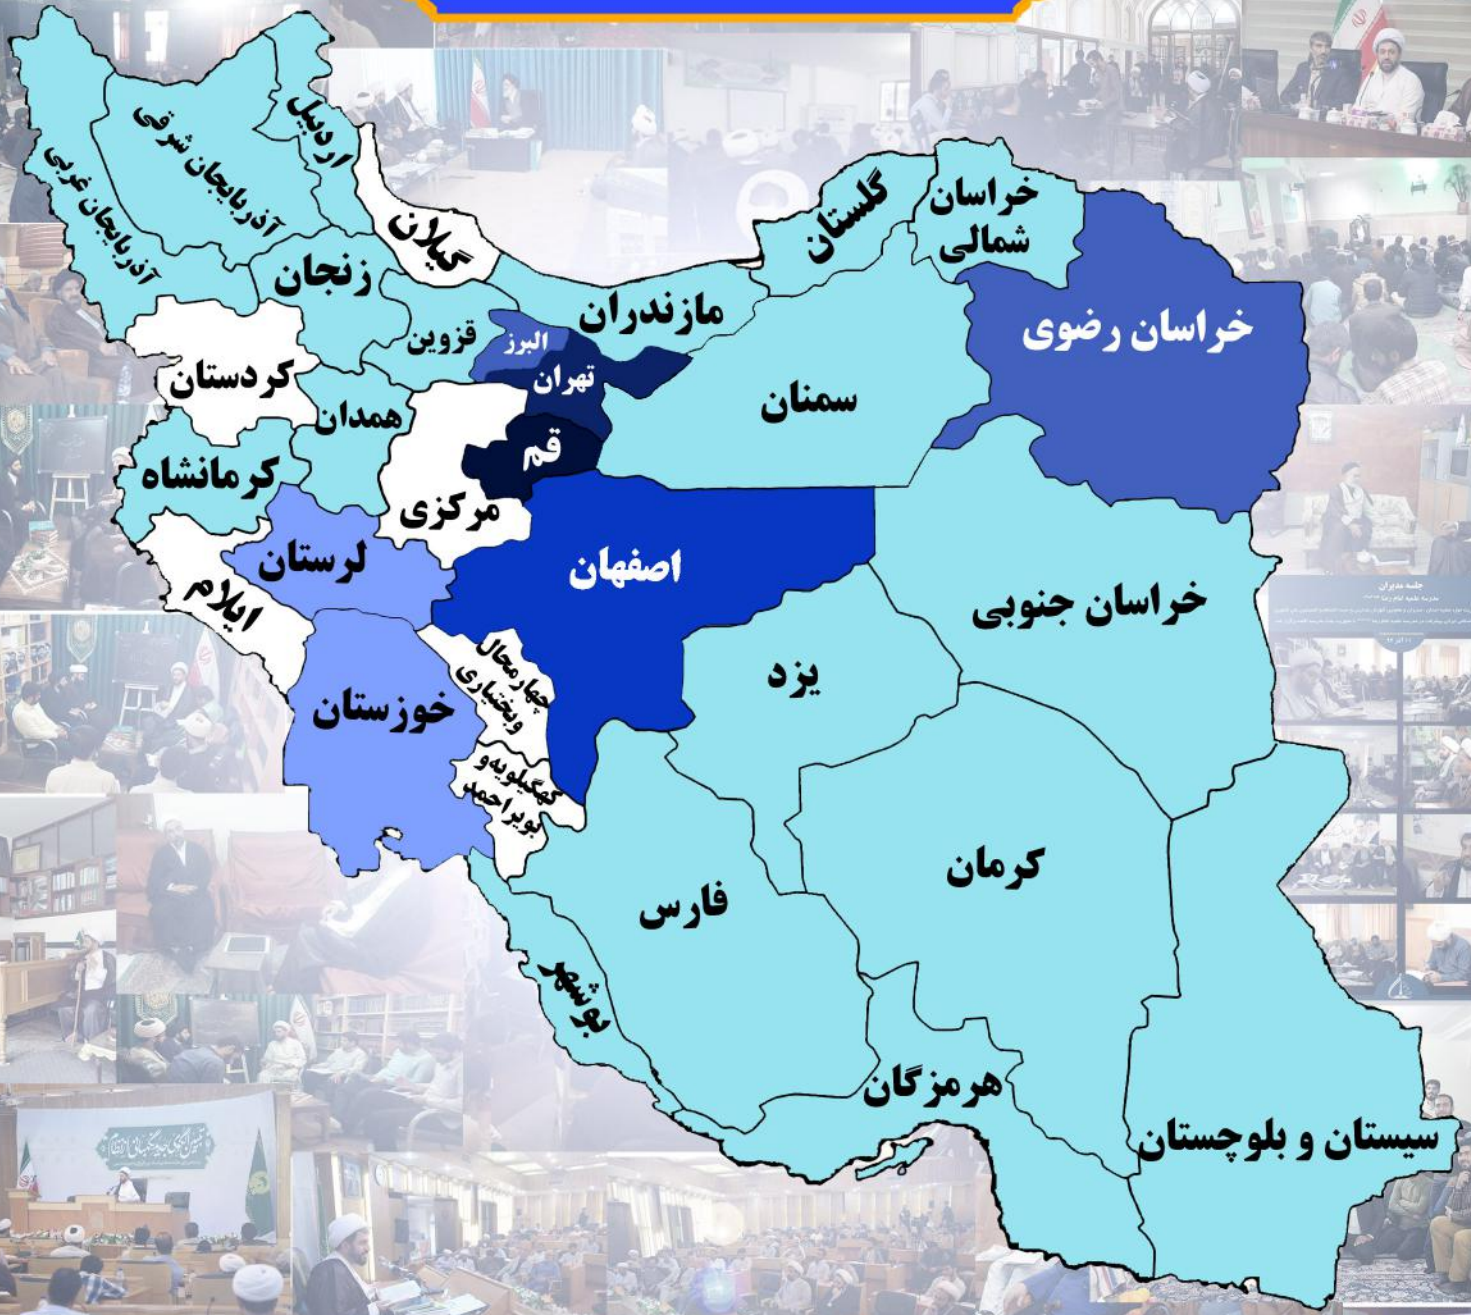 اردبیل
آذربایجان شرقی
آذربایجان غربی
گیلان
زنجان
گلستان
خراسان
شمالی
مازندران
قزوین
البرز
تهران
خراسان رضوی
کردستان
همدان
سمنان
قم
کرمانشاه
مرکزی
لرستان
اصفهان
ایلام
خراسان جنوبی
چهارمحال
وبختیاری
یزد
خوزستان
کهگیلویه و
بویراحمد
کرمان
فارس
بوشهر
هرمزگان
سیستان و بلوچستان
جلسه مدیران